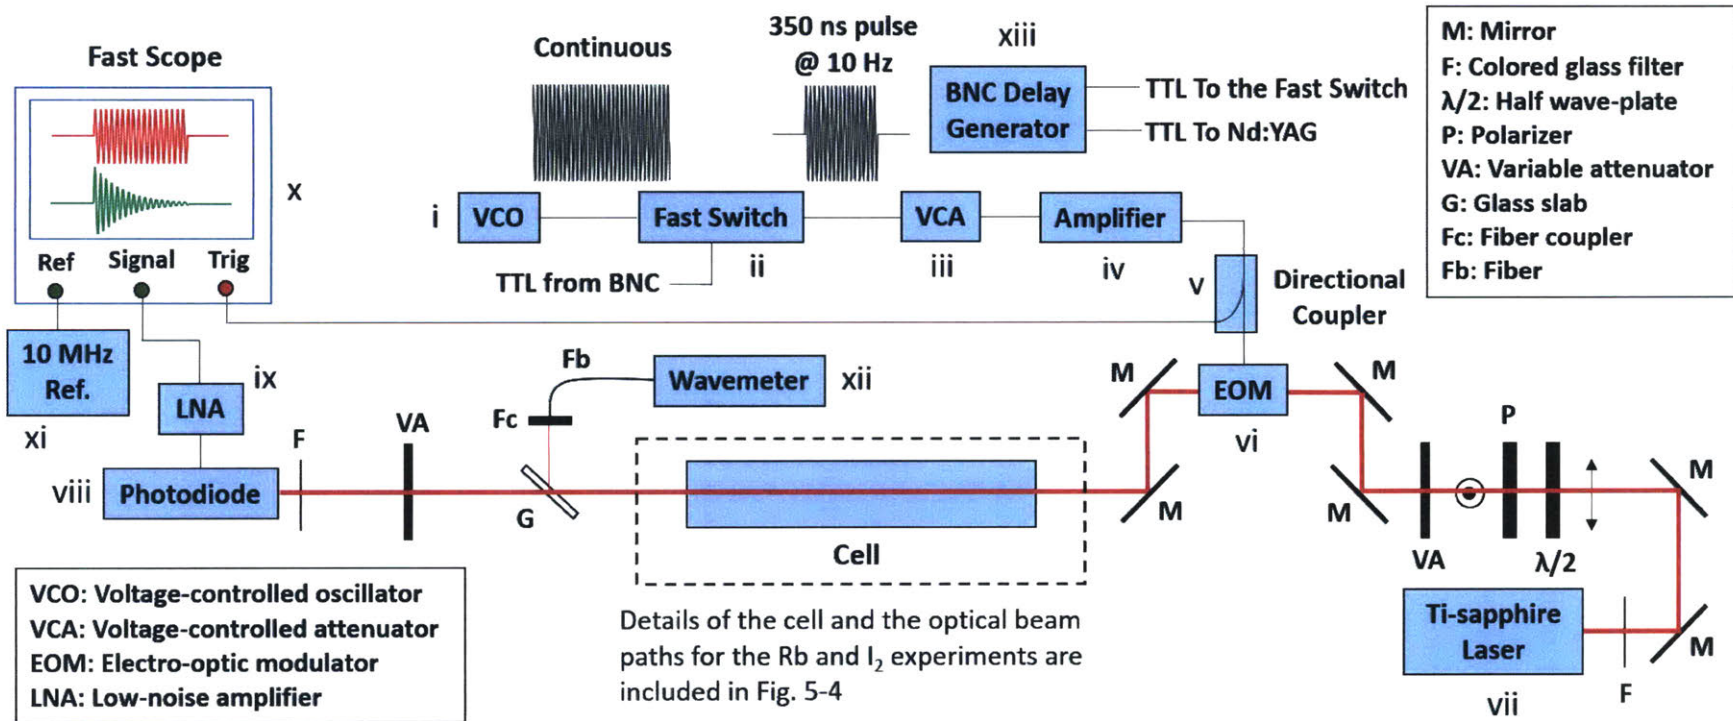 Fast Scope
Ref Signal Trig
x
10 MHz
Ref.
xi
LNA
ix
viii
Photodiode
Continuous
350 ns pulse
@ 10 Hz
xiii
BNC Delay
Generator
TTL To the Fast Switch
TTL To Nd:YAG
i
VCO
Fast Switch
VCA
Amplifier
TTL from BNC
ii
iii
iv
v
Directional
Coupler
M: Mirror
F: Colored glass filter
λ/2: Half wave-plate
P: Polarizer
VA: Variable attenuator
G: Glass slab
Fc: Fiber coupler
Fb: Fiber
Fb
Wavemeter
xii
Fc
F
VA
G
Cell
M
M
EOM
vi
M
M
VA
P
λ/2
M
M
Ti-sapphire
Laser
vii
F
VCO: Voltage-controlled oscillator
VCA: Voltage-controlled attenuator
EOM: Electro-optic modulator
LNA: Low-noise amplifier
Details of the cell and the optical beam
paths for the Rb and I₂ experiments are
included in Fig. 5-4